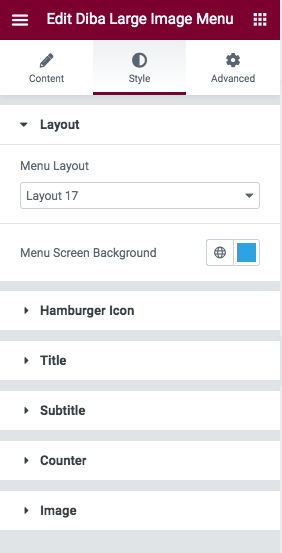 Edit Diba Large Image Menu
Content
Style
Advanced
Layout
Menu Layout
Layout 17
Menu Screen Background
Hamburger Icon
Title
Subtitle
Counter
Image